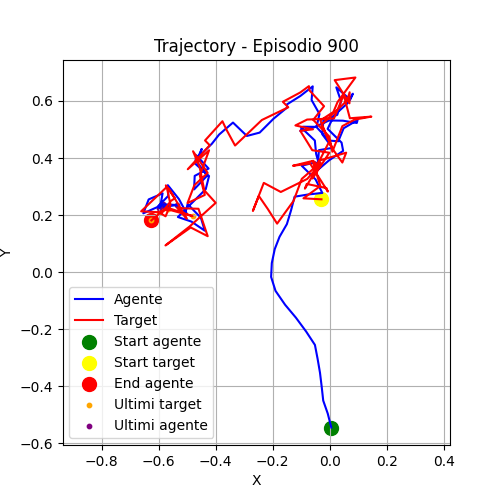 Trajectory - Episodio 900
Y
0.6
0.4
0.2
0.0
−0.2
−0.4
−0.6
Agente
Target
Start agente
Start target
End agente
Ultimi target
Ultimi agente
−0.8 −0.6 −0.4 −0.2 0.0 0.2 0.4
X